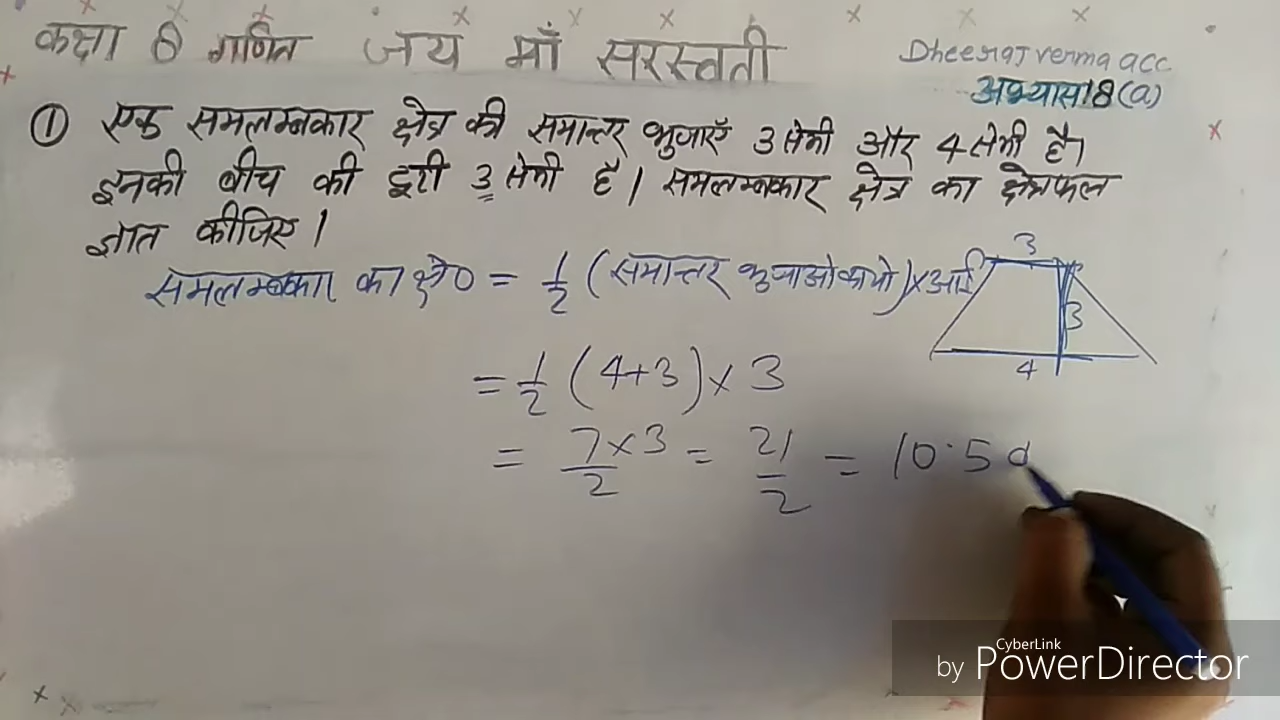 कक्षा 8 गणित जय माँ सरस्वती
Dheeraj verma acc
अभ्यास 18 (a)
① एक समलम्बकार क्षेत्र की समान्तर भुजाएँ 3 सेमी और 4 सेमी है।
इनकी बीच की दूरी 3 सेमी है। समलम्बकार क्षेत्र का क्षेत्रफल
ज्ञात कीजिए।
समलम्बकार का क्षे० = 1/2 (समान्तर भुजाओ का यो) ×
3
3
4
= 1/2 (4+3) × 3
= 7×3/2 = 21/2 = 10.5
CyberLink
by PowerDirector